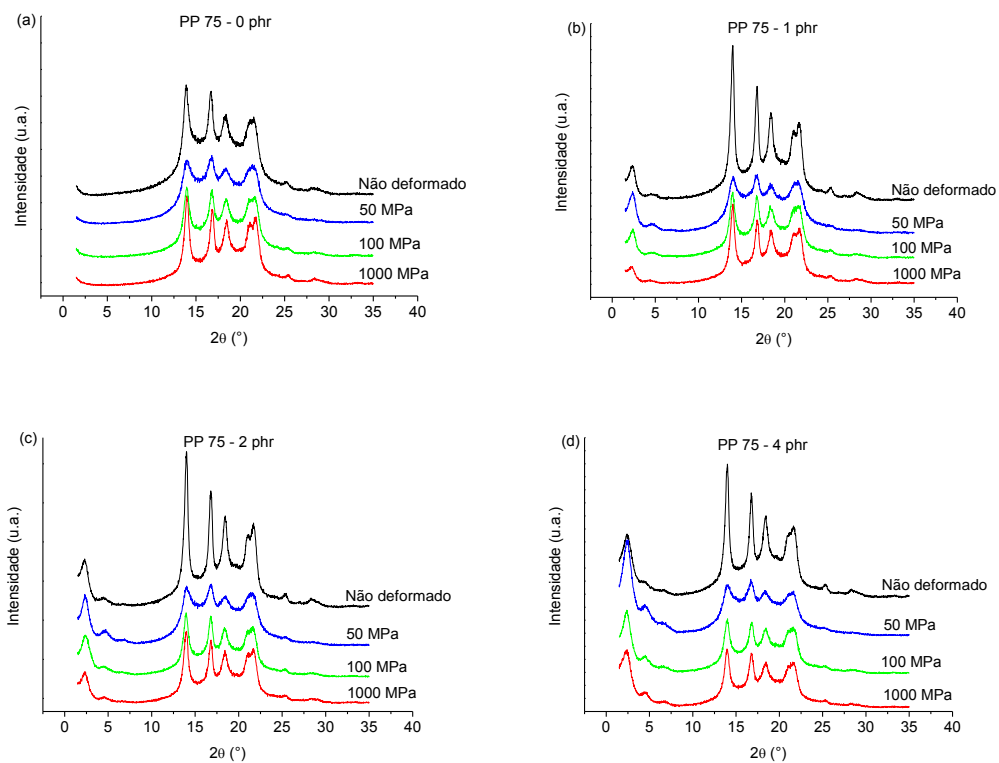 (a)
PP 75 - 0 phr
Intensidade (u.a.)
Não deformado
50 MPa
100 MPa
1000 MPa
0 5 10 15 20 25 30 35 40
2θ (°)
(b)
PP 75 - 1 phr
Intensidade (u.a.)
Não deformado
50 MPa
100 MPa
1000 MPa
0 5 10 15 20 25 30 35 40
2θ (°)
(c)
PP 75 - 2 phr
Intensidade (u.a.)
Não deformado
50 MPa
100 MPa
1000 MPa
0 5 10 15 20 25 30 35 40
2θ (°)
(d)
PP 75 - 4 phr
Intensidade (u.a.)
Não deformado
50 MPa
100 MPa
1000 MPa
0 5 10 15 20 25 30 35 40
2θ (°)